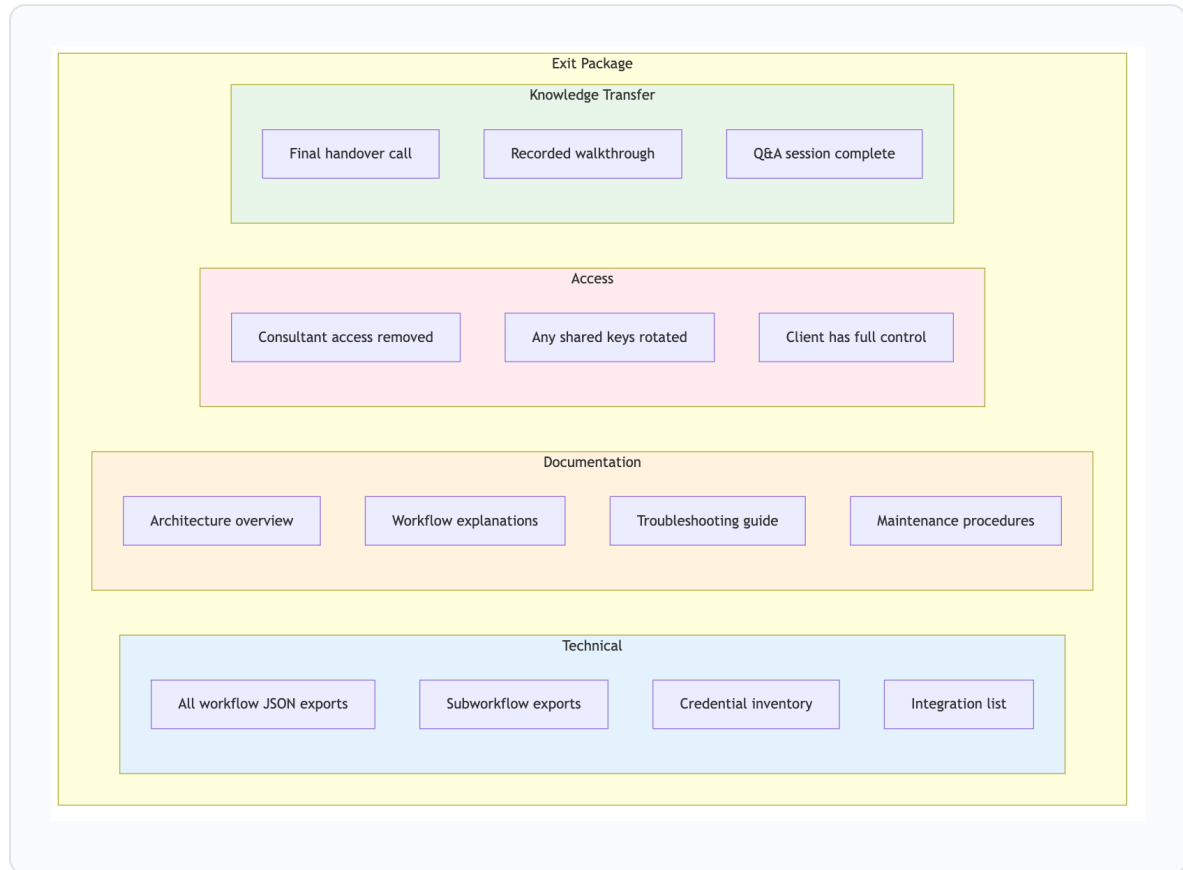 Exit Package
Knowledge Transfer
Final handover call
Recorded walkthrough
Q&A session complete
Access
Consultant access removed
Any shared keys rotated
Client has full control
Documentation
Architecture overview
Workflow explanations
Troubleshooting guide
Maintenance procedures
Technical
All workflow JSON exports
Subworkflow exports
Credential inventory
Integration list